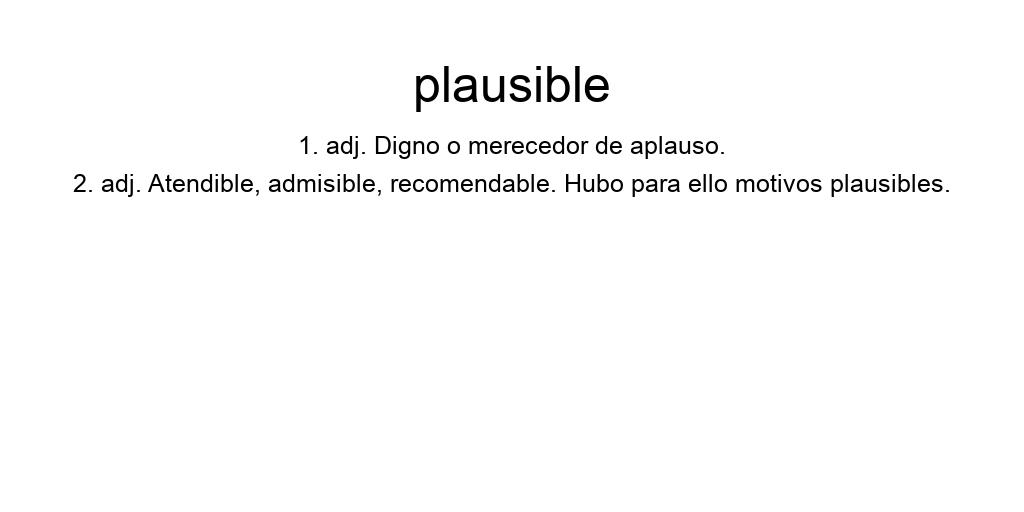 plausible
1. adj. Digno o merecedor de aplauso.
2. adj. Atendible, admisible, recomendable. Hubo para ello motivos plausibles.